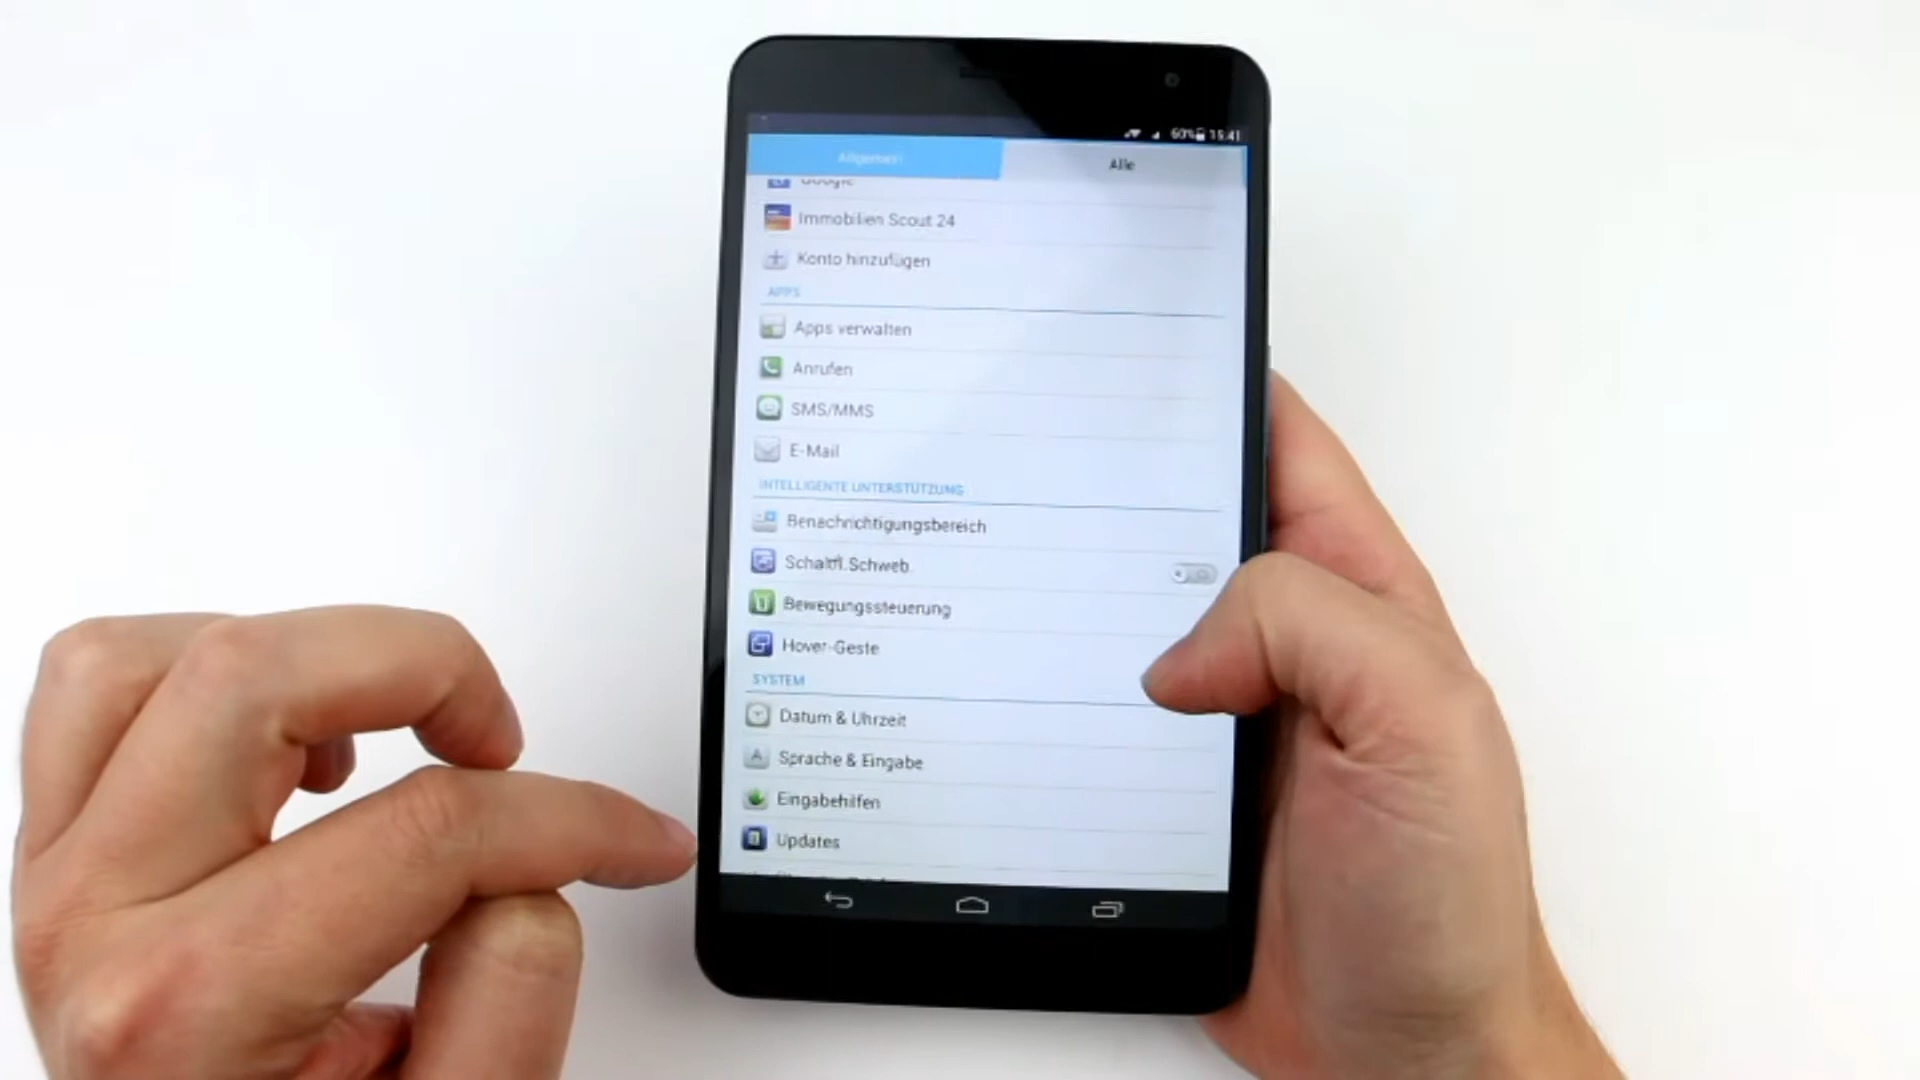 60% 15:41
Allgemein
Alle
Google
Immobilien Scout 24
Konto hinzufügen
APPS
Apps verwalten
Anrufen
SMS/MMS
E-Mail
INTELLIGENTE UNTERSTÜTZUNG
Benachrichtigungsbereich
Schaltfl.Schweb.
Bewegungssteuerung
Hover-Geste
SYSTEM
Datum & Uhrzeit
Sprache & Eingabe
Eingabehilfen
Updates